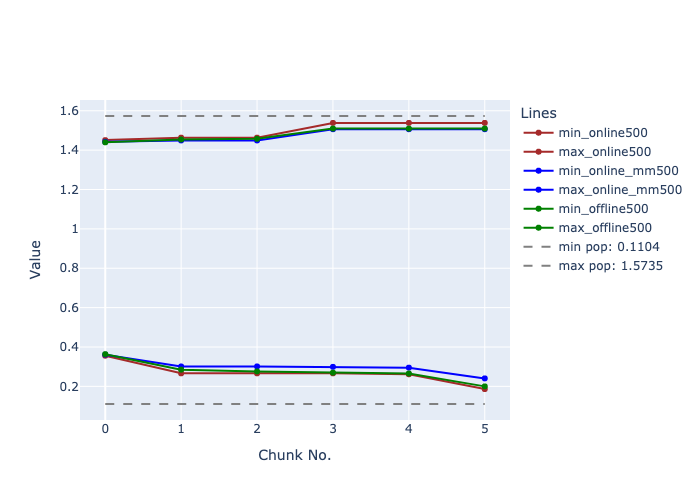 1.6
1.4
1.2
1
0.8
0.6
0.4
0.2
0 1 2 3 4 5
Chunk No.
Value
Lines
min_online500
max_online500
min_online_mm500
max_online_mm500
min_offline500
max_offline500
min pop: 0.1104
max pop: 1.5735